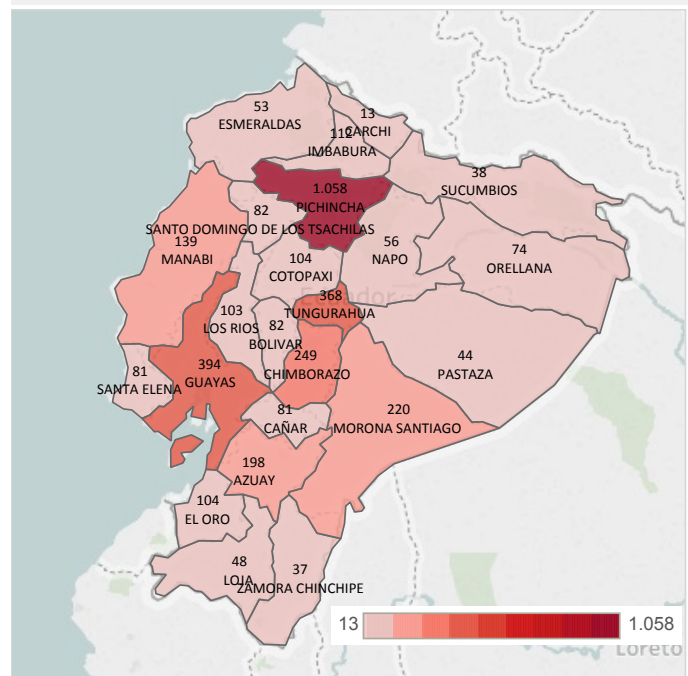 53
ESMERALDAS
13
CARCHI
112
IMBABURA
38
SUCUMBIOS
1.058
PICHINCHA
82
SANTO DOMINGO DE LOS TSACHILAS
139
MANABI
56
NAPO
74
ORELLANA
104
COTOPAXI
Ecuador
368
TUNGURAHUA
103
LOS RIOS
82
BOLIVAR
249
CHIMBORAZO
44
PASTAZA
81
SANTA ELENA
394
GUAYAS
81
CAÑAR
220
MORONA SANTIAGO
198
AZUAY
104
EL ORO
48
LOJA
37
ZAMORA CHINCHIPE
13 1.058
Loreto